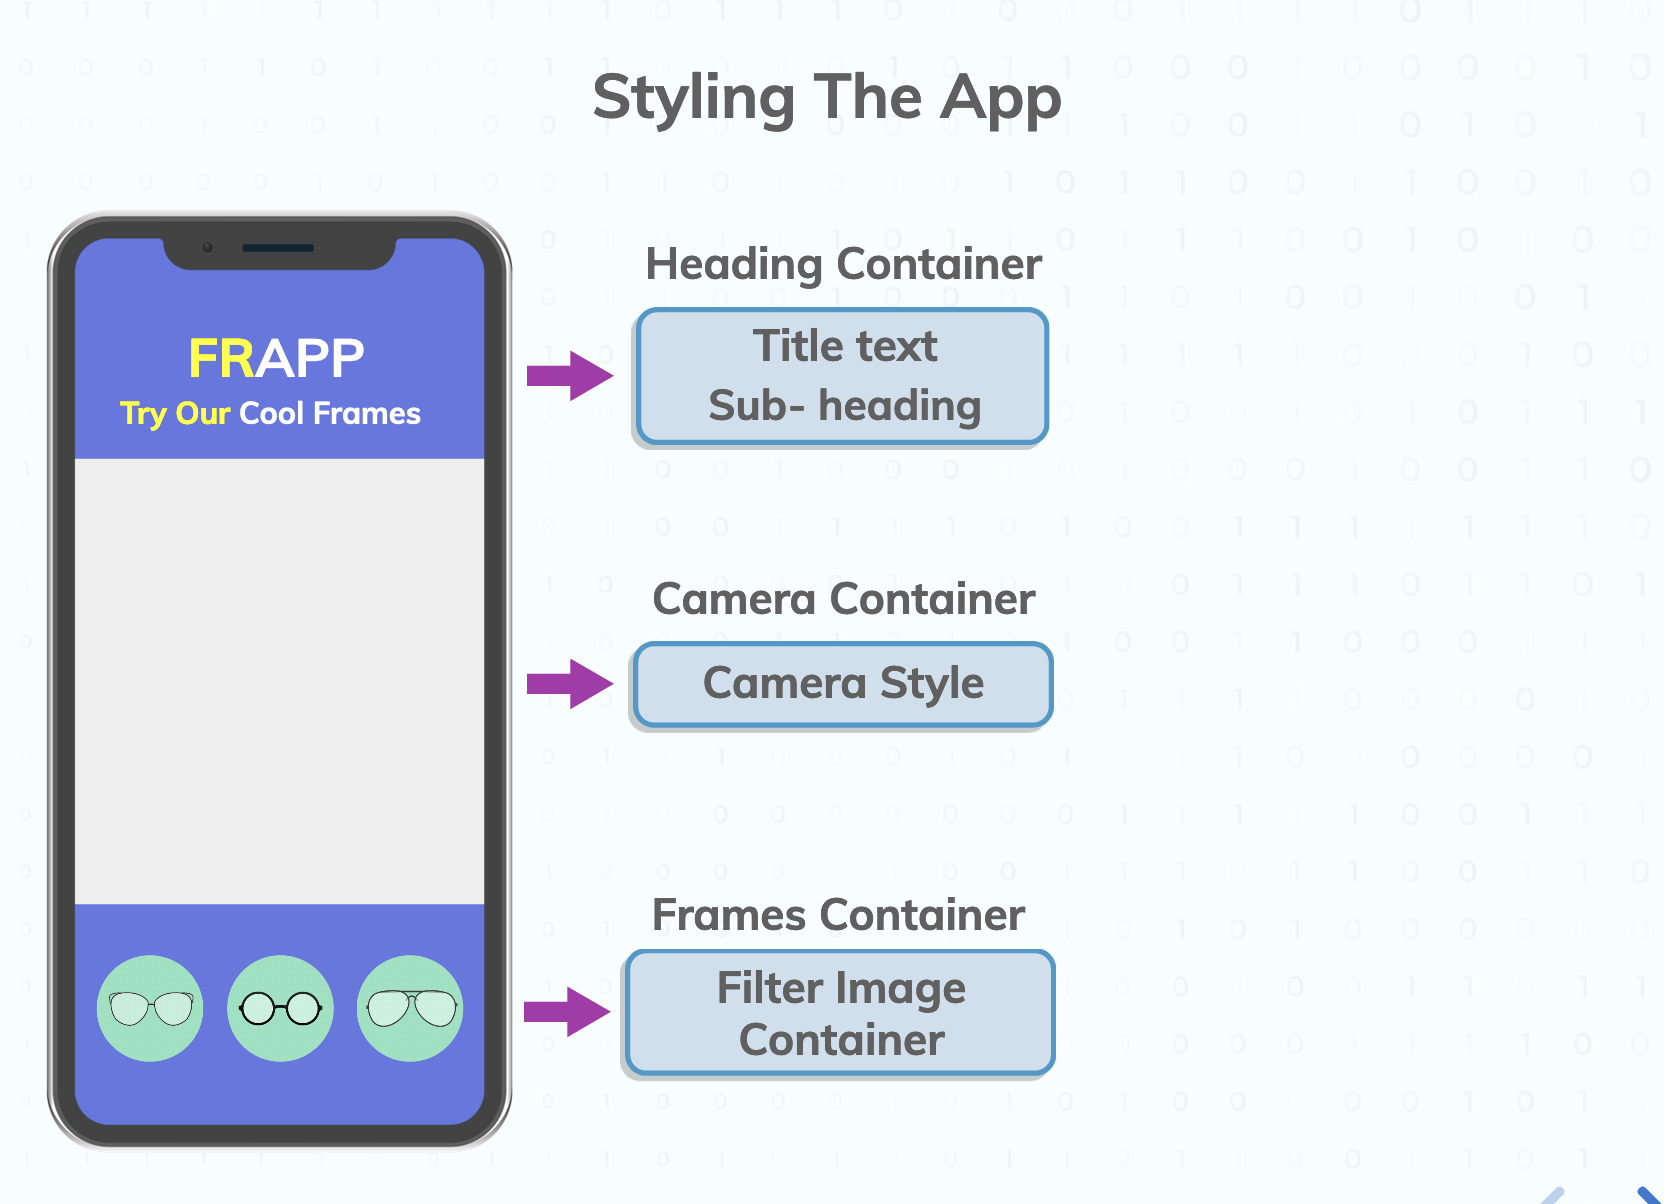 Styling The App
FRAPP
Try Our Cool Frames
Heading Container
Title text
Sub- heading
Camera Container
Camera Style
Frames Container
Filter Image
Container